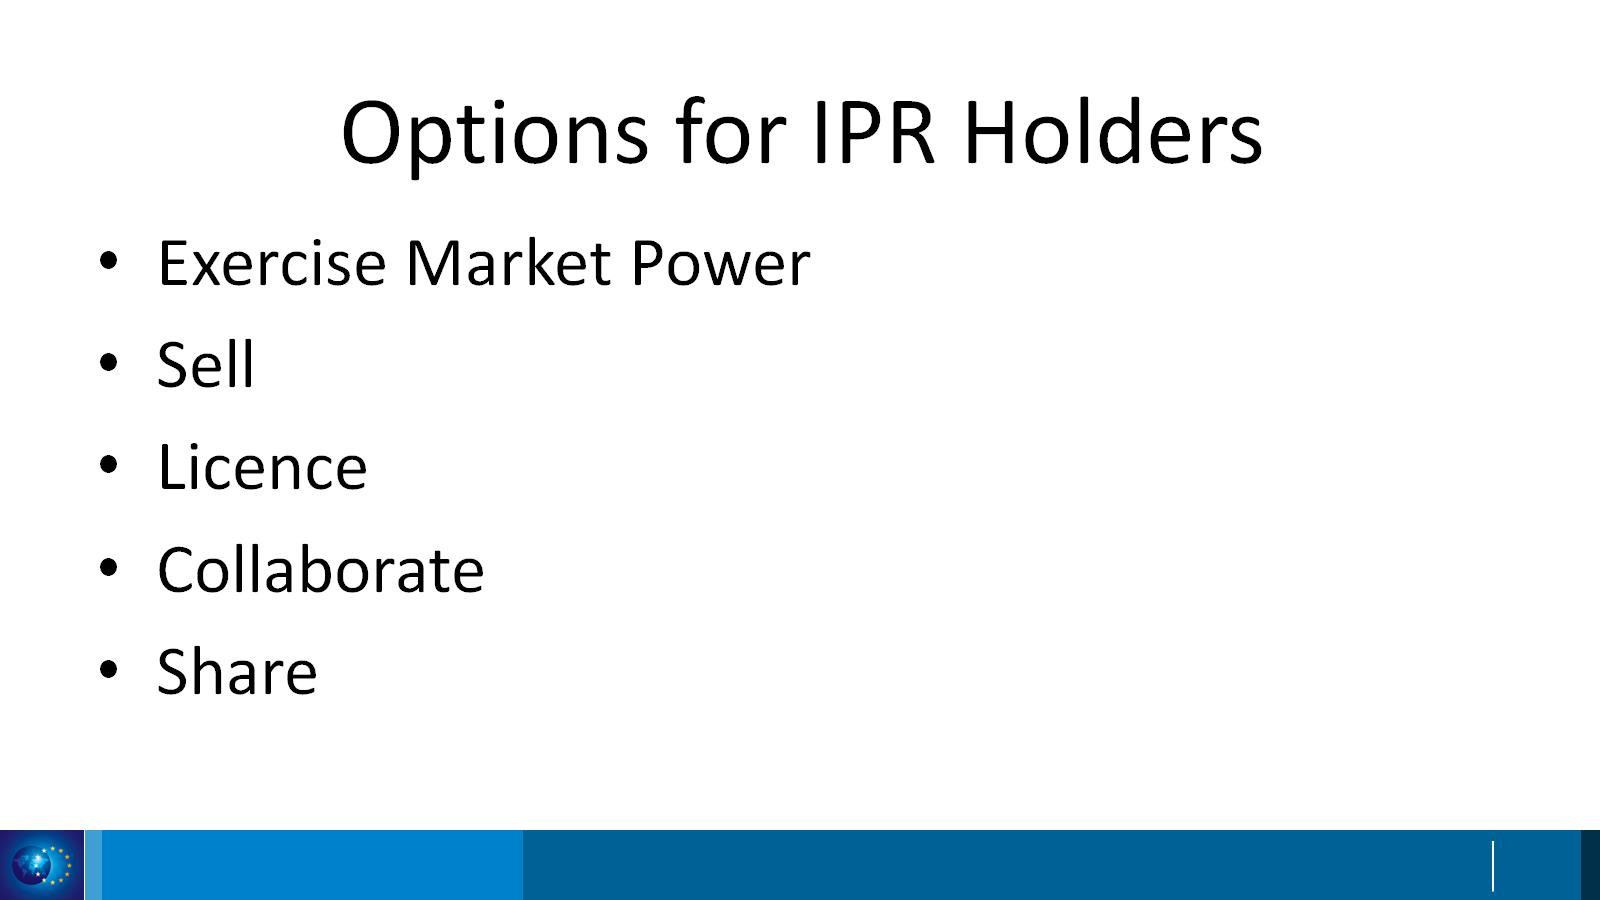 Options for IPR Holders
• Exercise Market Power
• Sell
• Licence
• Collaborate
• Share